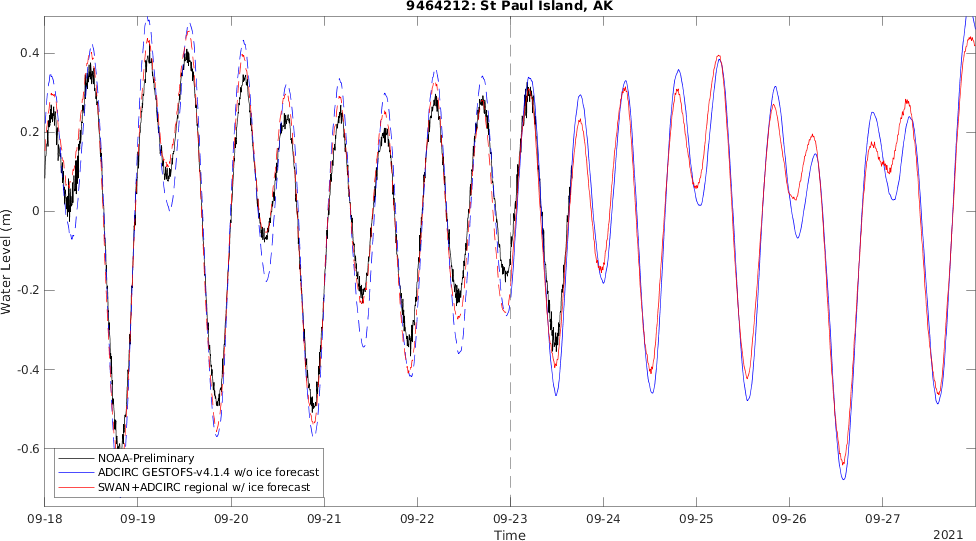 9464212: St Paul Island, AK
Water Level (m)
0.4
0.2
0
-0.2
-0.4
-0.6
NOAA-Preliminary
ADCIRC GESTOFS-v4.1.4 w/o ice forecast
SWAN+ADCIRC regional w/ ice forecast
09-18 09-19 09-20 09-21 09-22 09-23 09-24 09-25 09-26 09-27
Time
2021